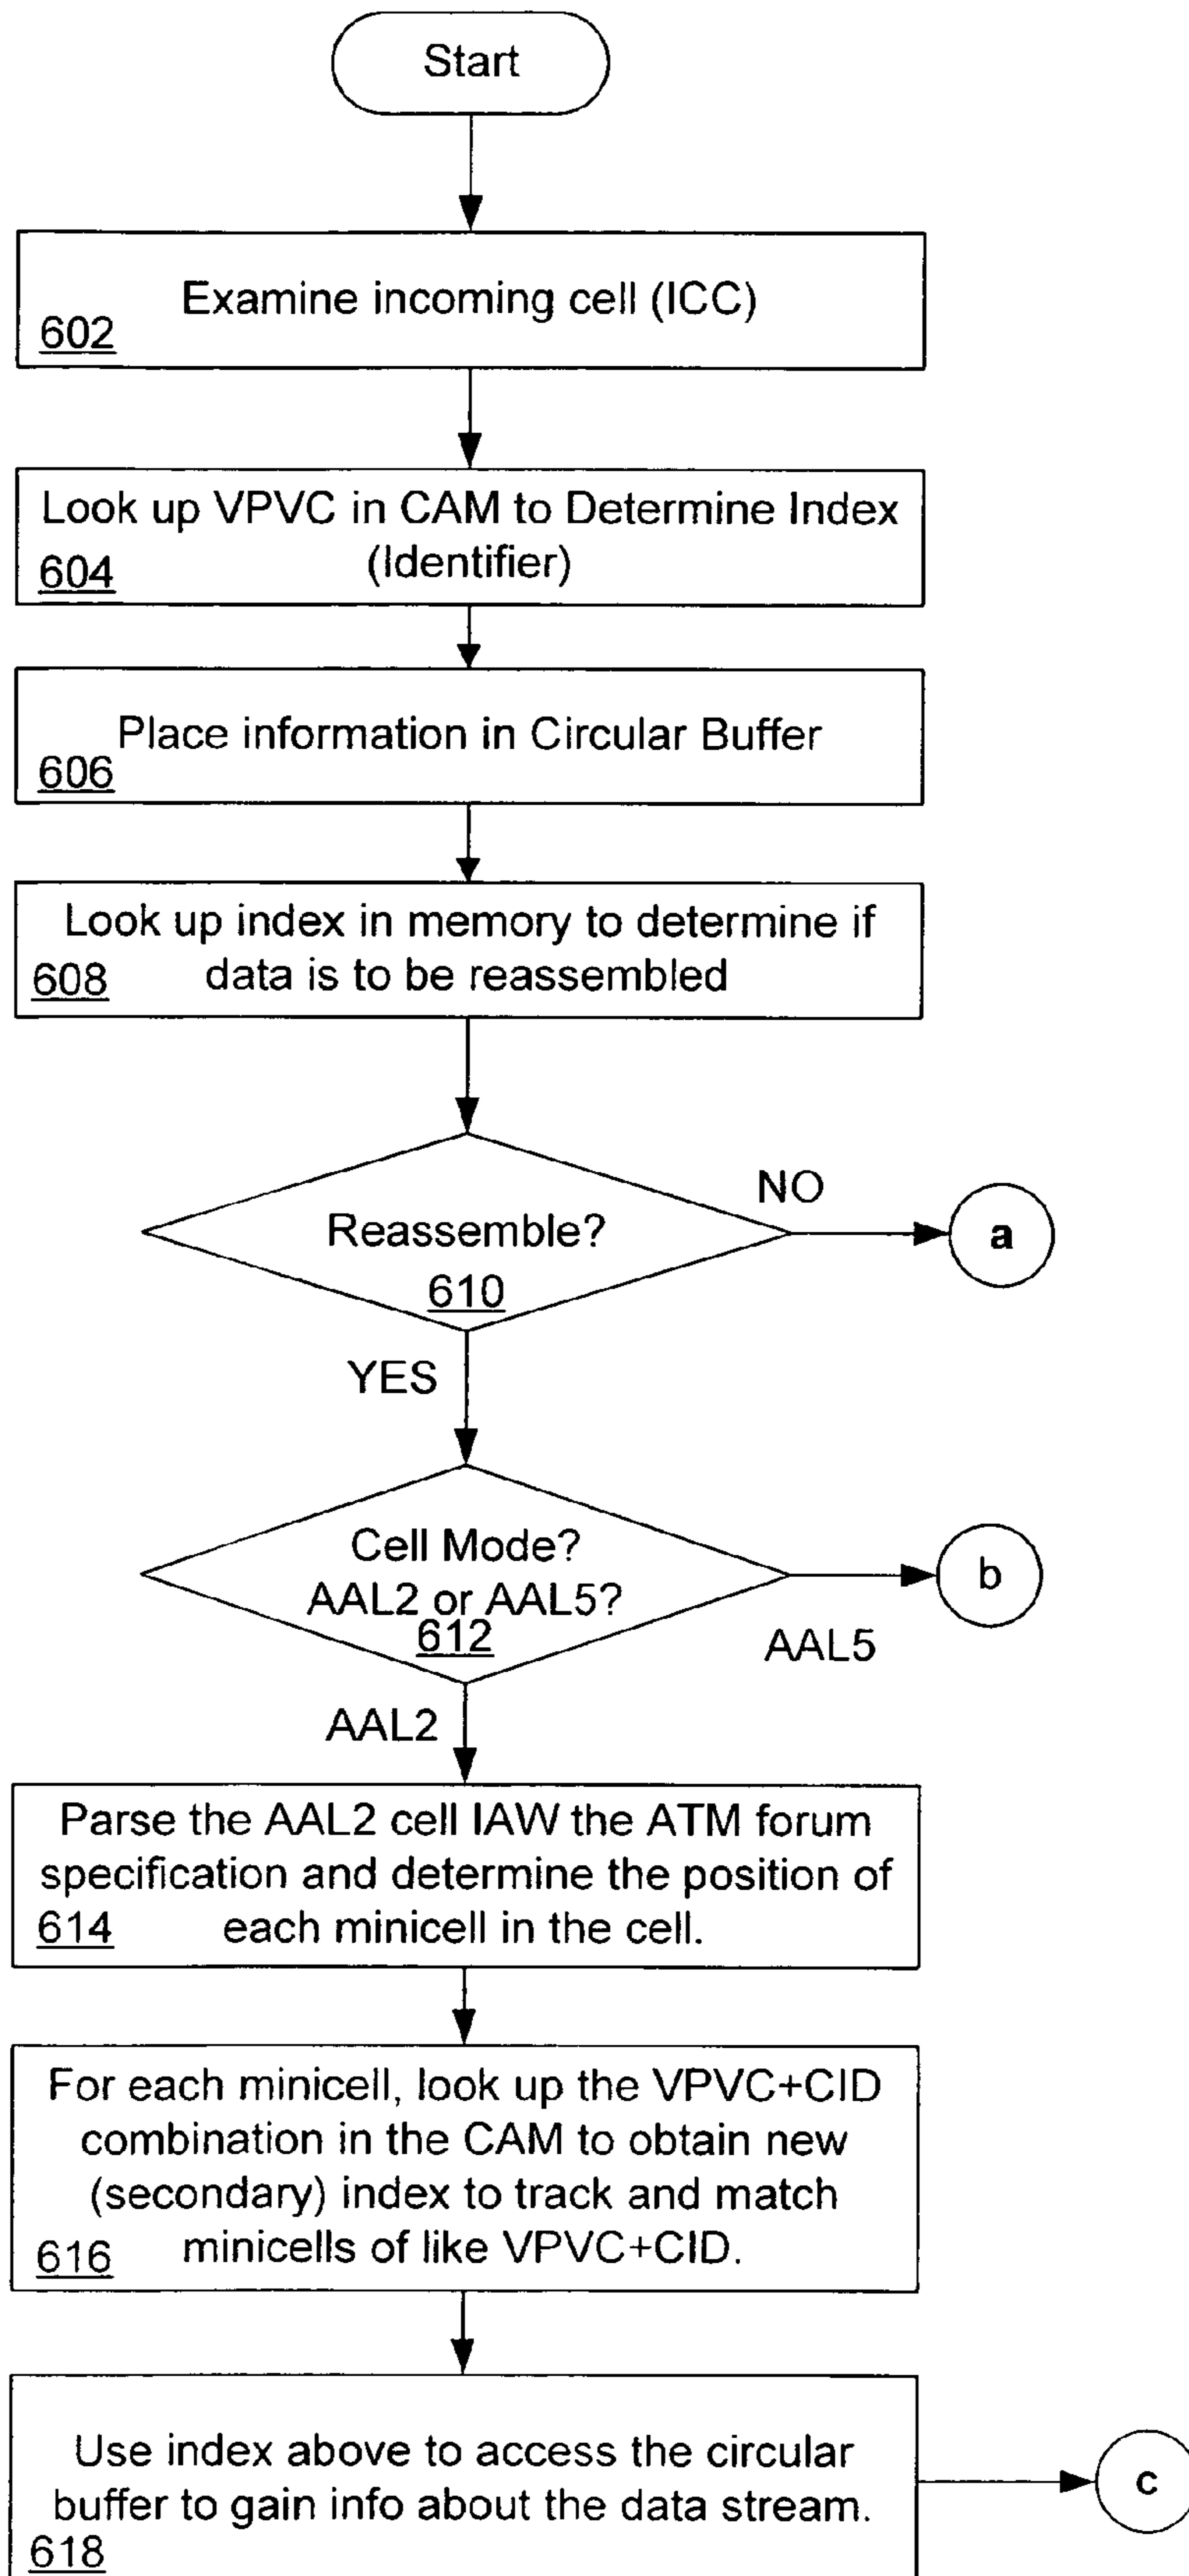 Start
Examine incoming cell (ICC)
602
Look up VPVC in CAM to Determine Index
(Identifier)
604
Place information in Circular Buffer
606
Look up index in memory to determine if
data is to be reassembled
608
Reassemble?
610
NO
a
YES
Cell Mode?
AAL2 or AAL5?
612
b
AAL5
AAL2
Parse the AAL2 cell IAW the ATM forum
specification and determine the position of
each minicell in the cell.
614
For each minicell, look up the VPVC+CID
combination in the CAM to obtain new
(secondary) index to track and match
minicells of like VPVC+CID.
616
Use index above to access the circular
buffer to gain info about the data stream.
618
c